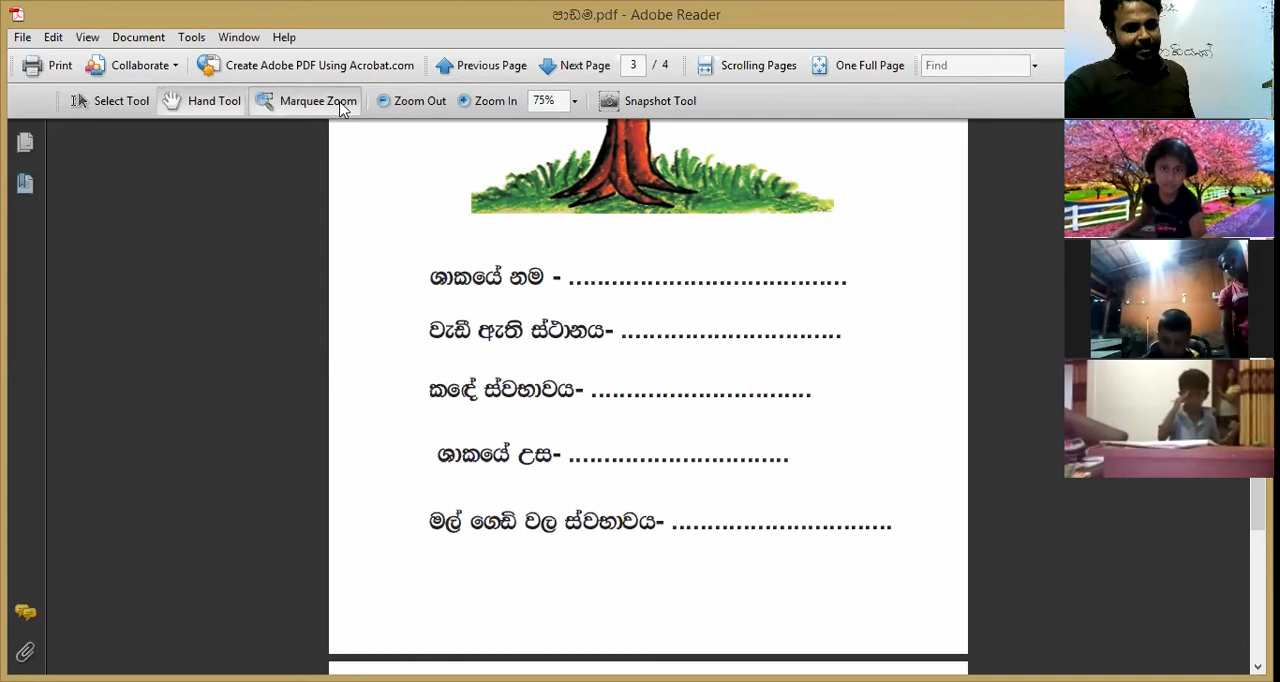 පාඩම.pdf - Adobe Reader
File Edit View Document Tools Window Help
Print Collaborate Create Adobe PDF Using Acrobat.com Previous Page Next Page 3 / 4 Scrolling Pages One Full Page Find
Select Tool Hand Tool Marquee Zoom Zoom Out Zoom In 75% Snapshot Tool
ශාකයේ නම - .......................................
වැඩී ඇති ස්ථානය- ...............................
කඳේ ස්වභාවය- ...............................
ශාකයේ උස- ...............................
මල් ගෙඩි වල ස්වභාවය- ...............................